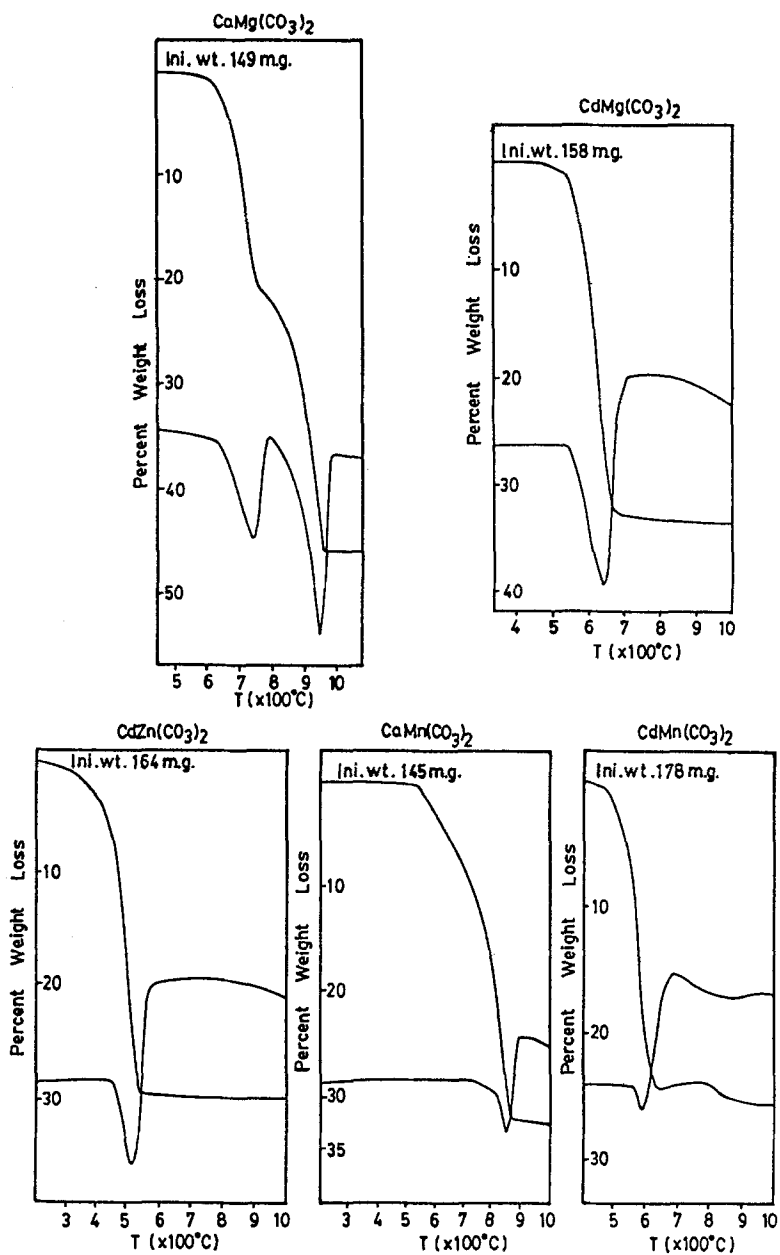 CaMg(CO3)2
Ini.wt.149 m.g.
10
20
30
40
50
Percent Weight Loss
5 6 7 8 9 10
T (x100°C)
CdMg(CO3)2
Ini.wt.158 m.g.
10
20
30
40
Percent Weight Loss
4 5 6 7 8 9 10
T (x100°C)
CdZn(CO3)2
Ini.wt.164 m.g.
10
20
30
Percent Weight Loss
3 4 5 6 7 8 9 10
T (x100°C)
CaMn(CO3)2
Ini.wt.145m.g.
10
20
30
35
Percent Weight Loss
3 4 5 6 7 8 9 10
T (x100°C)
CdMn(CO3)2
Ini.wt.178 m.g.
10
20
30
Percent Weight Loss
5 6 7 8 9 10
T (x100°C)